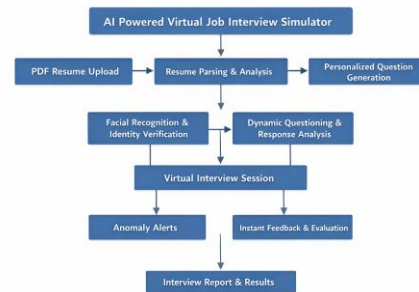 AI Powered Virtual Job Interview Simulator
PDF Resume Upload
Resume Parsing & Analysis
Personalized Question
Generation
Facial Recognition &
Identity Verification
Dynamic Questioning &
Response Analysis
Virtual Interview Session
Anomaly Alerts
Instant Feedback & Evaluation
Interview Report & Results